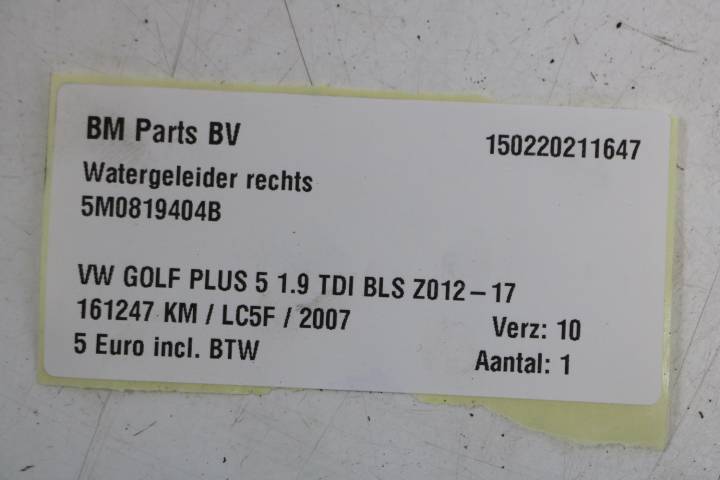 BM Parts BV
150220211647
Watergeleider rechts
5M0819404B
VW GOLF PLUS 5 1.9 TDI BLS Z012-17
161247 KM / LC5F / 2007
Verz: 10
5 Euro incl. BTW
Aantal: 1